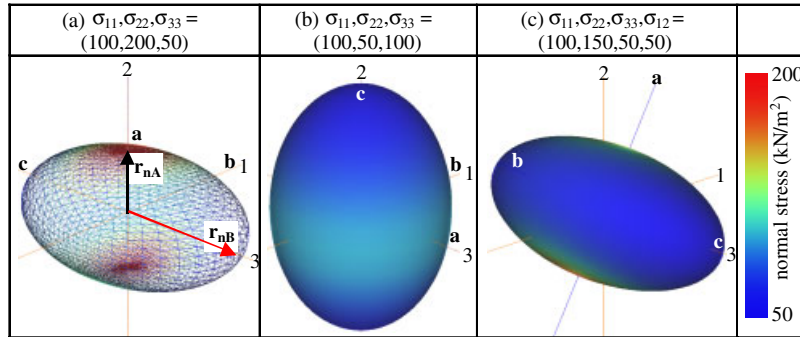 (a) σ11,σ22,σ33 =
(100,200,50)
(b) σ11,σ22,σ33 =
(100,50,100)
(c) σ11,σ22,σ33,σ12 =
(100,150,50,50)
2
a
c
b
1
rnA
rnB
3
2
c
b
1
a
3
2
a
b
1
c
3
200
normal stress (kN/m²)
50